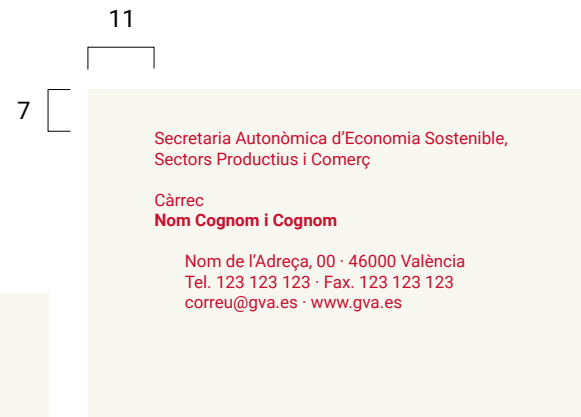 11
7
Secretaria Autonòmica d’Economia Sostenible,
Sectors Productius i Comerç
Càrrec
Nom Cognom i Cognom
Nom de l’Adreça, 00 · 46000 València
Tel. 123 123 123 · Fax. 123 123 123
correu@gva.es · www.gva.es